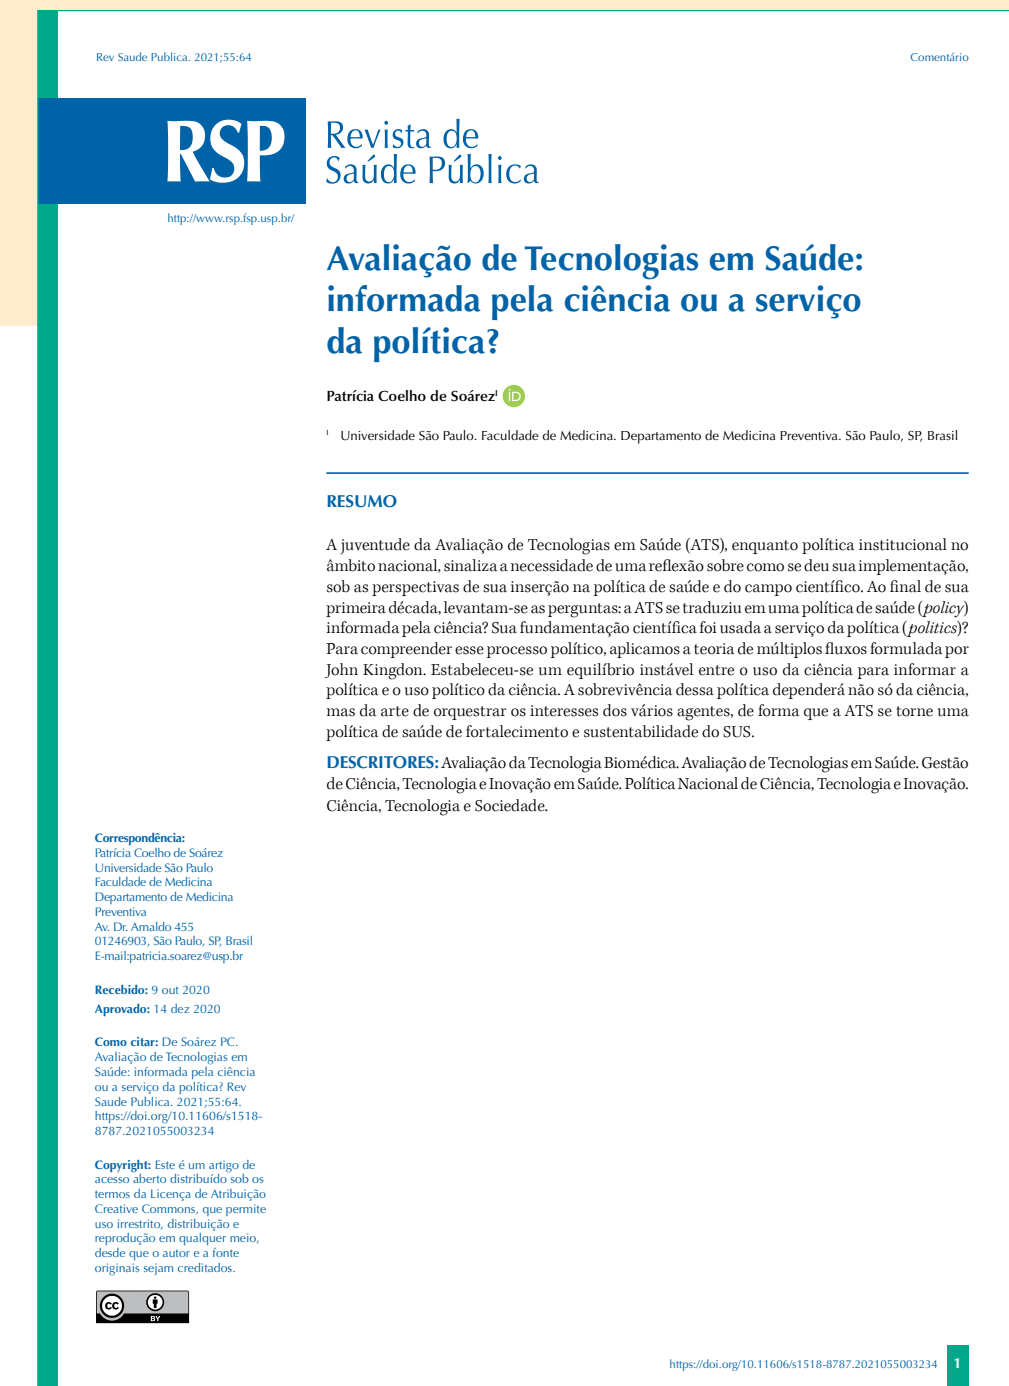 Rev Saude Publica. 2021;55:64
Comentário
RSP
Revista de
Saúde Pública
http://www.rsp.fsp.usp.br/
Avaliação de Tecnologias em Saúde:
informada pela ciência ou a serviço
da política?
Patrícia Coelho de SoárezI iD
I Universidade São Paulo. Faculdade de Medicina. Departamento de Medicina Preventiva. São Paulo, SP, Brasil
RESUMO
A juventude da Avaliação de Tecnologias em Saúde (ATS), enquanto política institucional no
âmbito nacional, sinaliza a necessidade de uma reflexão sobre como se deu sua implementação,
sob as perspectivas de sua inserção na política de saúde e do campo científico. Ao final de sua
primeira década, levantam-se as perguntas: a ATS se traduziu em uma política de saúde (policy)
informada pela ciência? Sua fundamentação científica foi usada a serviço da política (politics)?
Para compreender esse processo político, aplicamos a teoria de múltiplos fluxos formulada por
John Kingdon. Estabeleceu-se um equilíbrio instável entre o uso da ciência para informar a
política e o uso político da ciência. A sobrevivência dessa política dependerá não só da ciência,
mas da arte de orquestrar os interesses dos vários agentes, de forma que a ATS se torne uma
política de saúde de fortalecimento e sustentabilidade do SUS.
DESCRITORES: Avaliação da Tecnologia Biomédica. Avaliação de Tecnologias em Saúde. Gestão
de Ciência, Tecnologia e Inovação em Saúde. Política Nacional de Ciência, Tecnologia e Inovação.
Ciência, Tecnologia e Sociedade.
Correspondência:
Patrícia Coelho de Soárez
Universidade São Paulo
Faculdade de Medicina
Departamento de Medicina
Preventiva
Av. Dr. Arnaldo 455
01246903, São Paulo, SP, Brasil
E-mail:patricia.soarez@usp.br
Recebido: 9 out 2020
Aprovado: 14 dez 2020
Como citar: De Soárez PC.
Avaliação de Tecnologias em
Saúde: informada pela ciência
ou a serviço da política? Rev
Saude Publica. 2021;55:64.
https://doi.org/10.11606/s1518-
8787.2021055003234
Copyright: Este é um artigo de
acesso aberto distribuído sob os
termos da Licença de Atribuição
Creative Commons, que permite
uso irrestrito, distribuição e
reprodução em qualquer meio,
desde que o autor e a fonte
originais sejam creditados.
cc
BY
https://doi.org/10.11606/s1518-8787.2021055003234 1